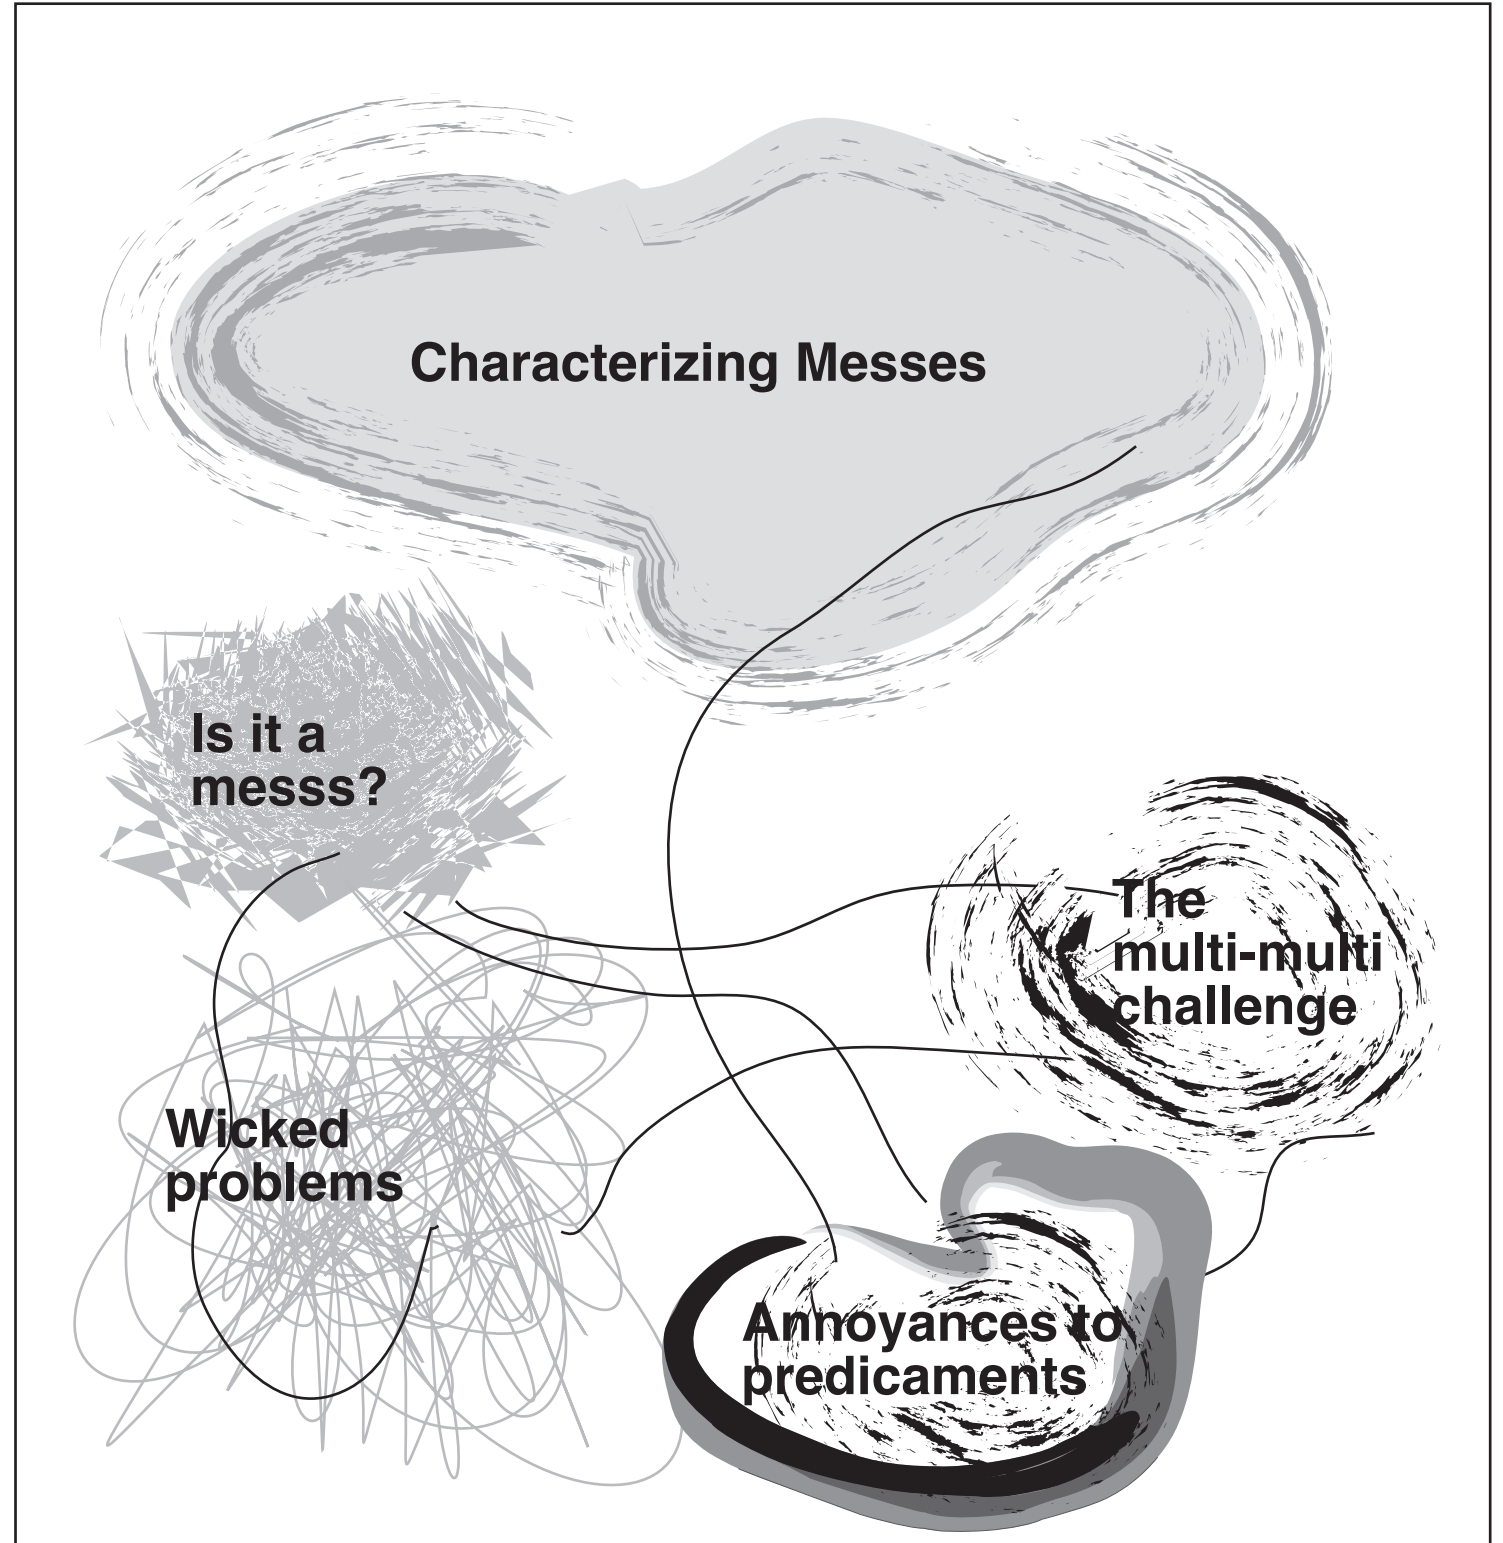 Characterizing Messes
Is it a
messs?
The
multi-multi
challenge
Wicked
problems
Annoyances to
predicaments